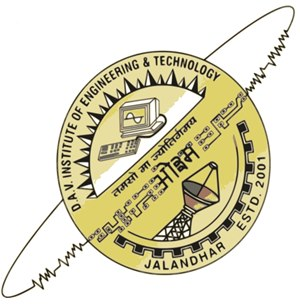 D.A.V. INSTITUTE OF ENGINEERING & TECHNOLOGY
तमसो मा ज्योतिर्गमय
ओ३म्
JALANDHAR ESTD. 2001